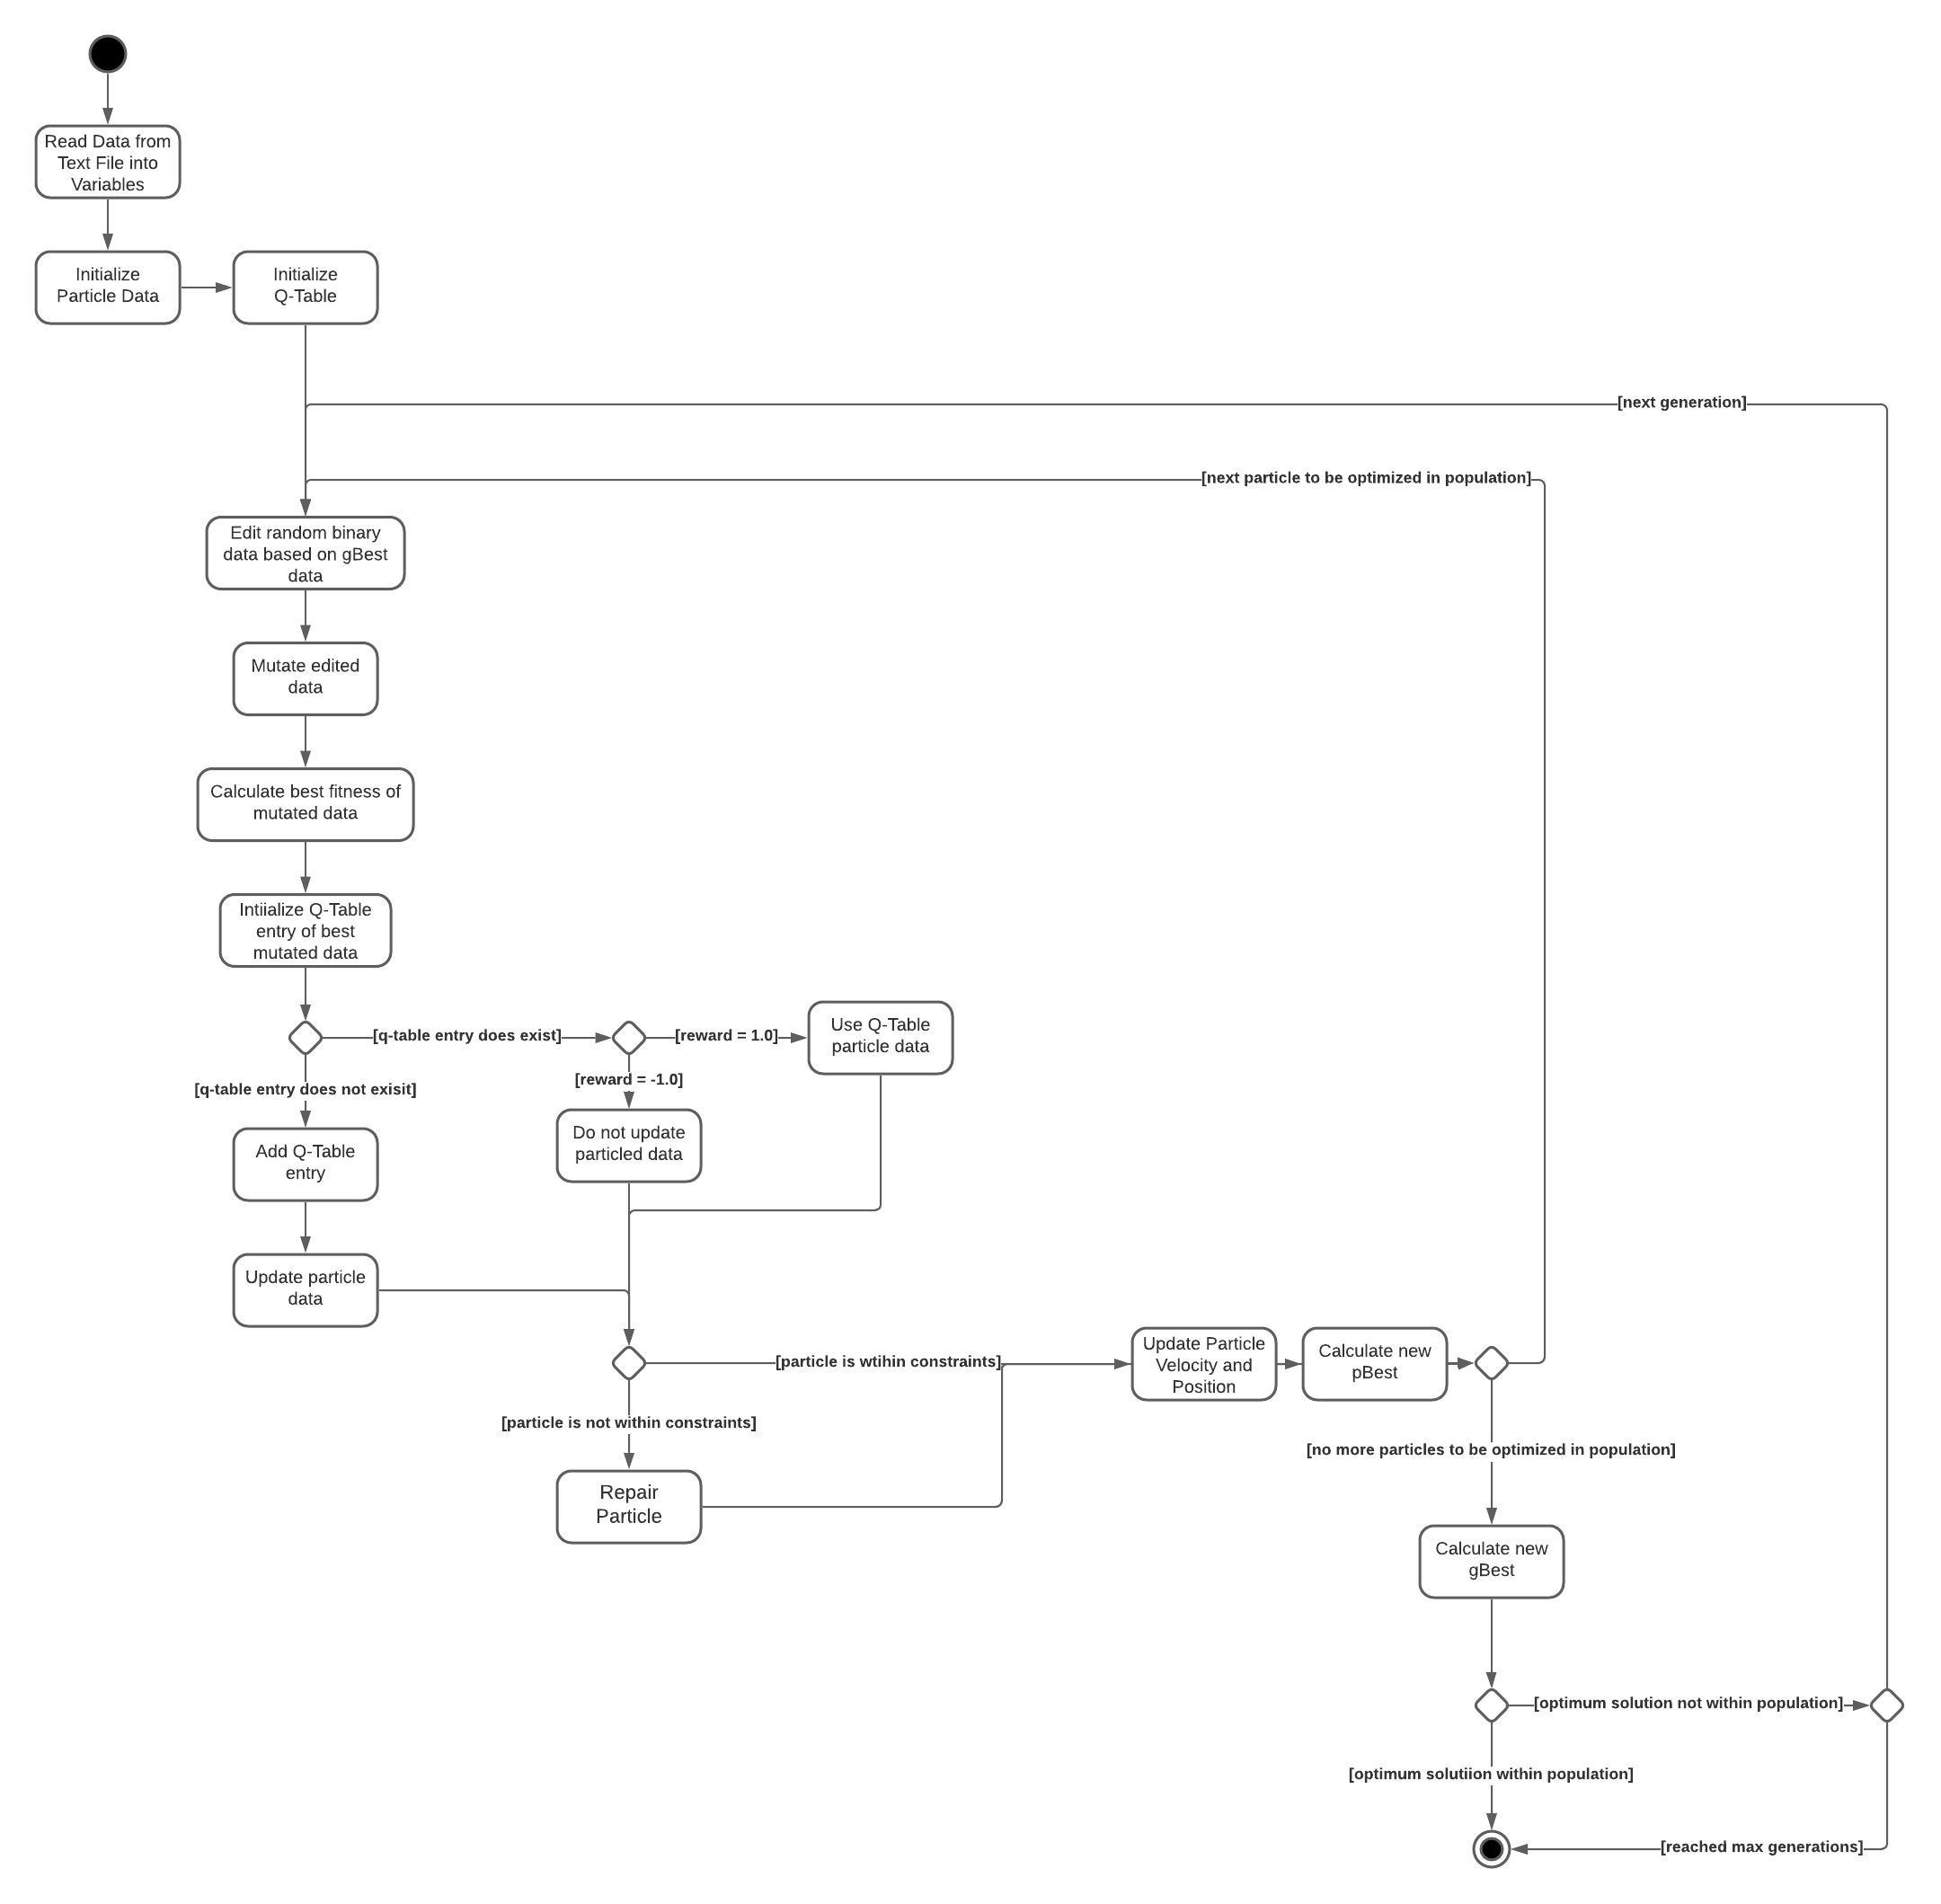 Read Data from
Text File into
Variables
Initialize
Particle Data
Initialize
Q-Table
[next generation]
[next particle to be optimized in population]
Edit random binary
data based on gBest
data
Mutate edited
data
Calculate best fitness of
mutated data
Intiialize Q-Table
entry of best
mutated data
[q-table entry does exist]
[reward = 1.0]
Use Q-Table
particle data
[q-table entry does not exisit]
[reward = -1.0]
Add Q-Table
entry
Do not update
particled data
Update particle
data
[particle is wtihin constraints]
Update Particle
Velocity and
Position
Calculate new
pBest
[particle is not within constraints]
[no more particles to be optimized in population]
Repair
Particle
Calculate new
gBest
[optimum solution not within population]
[optimum solutiion within population]
[reached max generations]